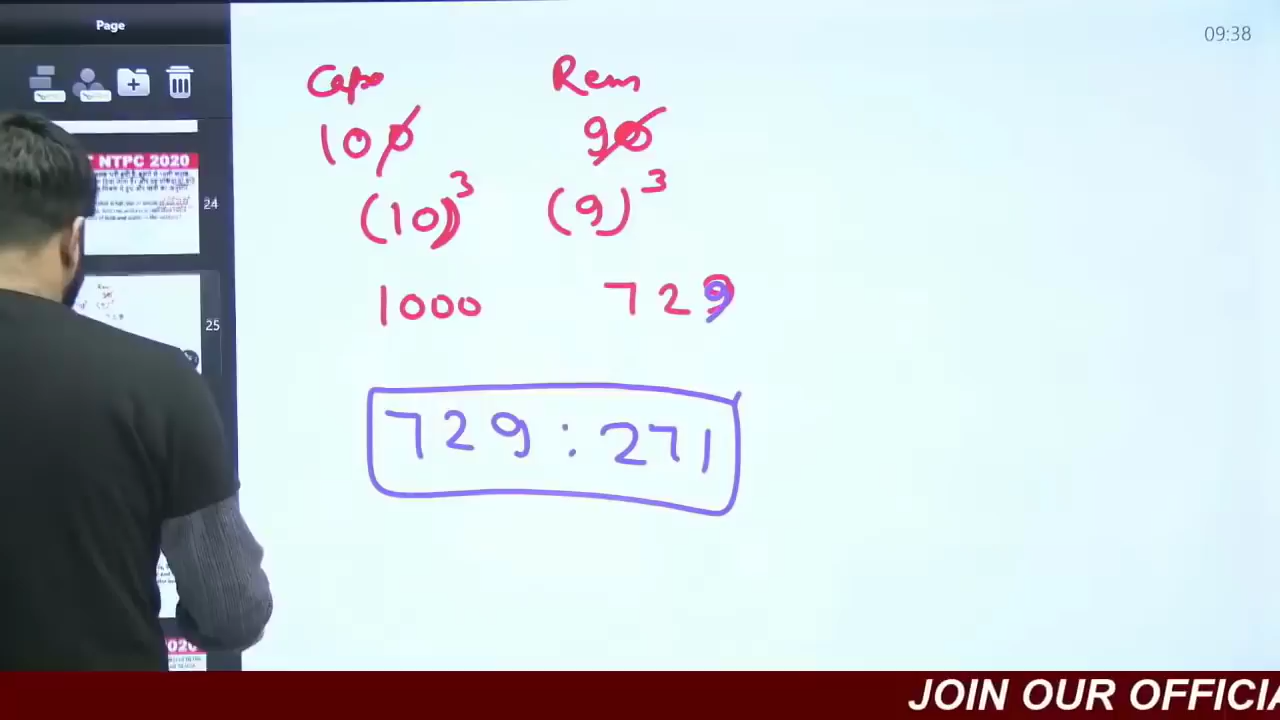 Page
09:38
Capa Rem
100 90
(10)³ (9)³
1000 729
729 : 271
NTPC 2020
24
25
JOIN OUR OFFICIA